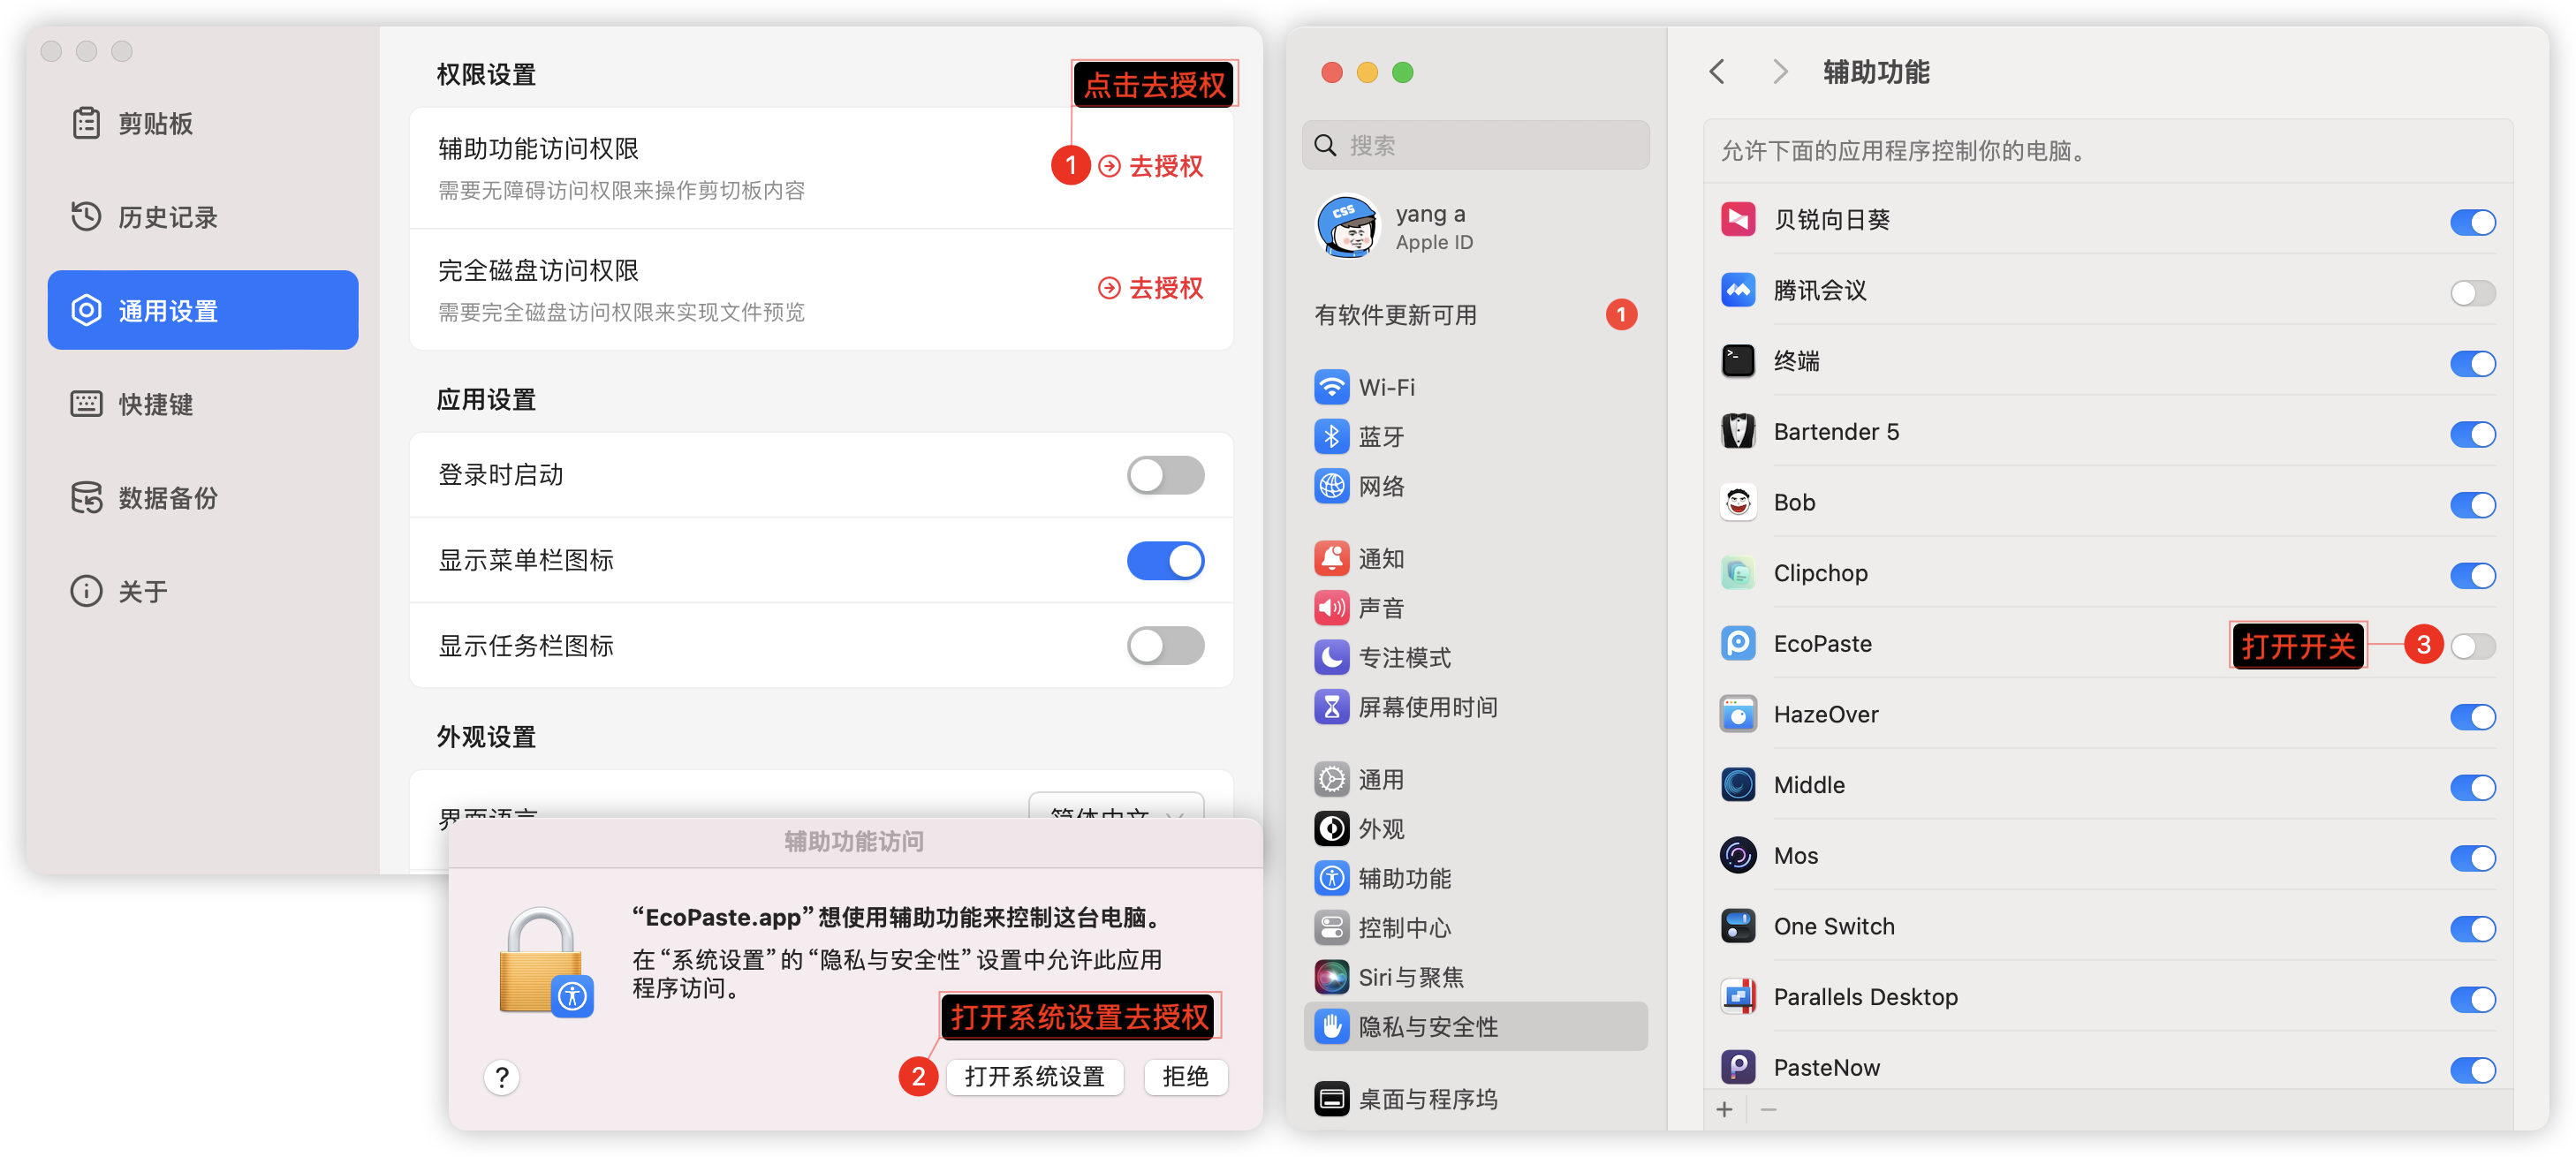 剪贴板
历史记录
通用设置
快捷键
数据备份
关于
权限设置
点击去授权
辅助功能访问权限
需要无障碍访问权限来操作剪切板内容
1
去授权
完全磁盘访问权限
需要完全磁盘访问权限来实现文件预览
去授权
应用设置
登录时启动
显示菜单栏图标
显示任务栏图标
外观设置
界面语言
简体中文
辅助功能访问
“EcoPaste.app”想使用辅助功能来控制这台电脑。
在“系统设置”的“隐私与安全性”设置中允许此应用
程序访问。
打开系统设置去授权
?
2
打开系统设置
拒绝
搜索
CSS
yang a
Apple ID
有软件更新可用
1
Wi-Fi
蓝牙
网络
通知
声音
专注模式
屏幕使用时间
通用
外观
辅助功能
控制中心
Siri与聚焦
隐私与安全性
桌面与程序坞
辅助功能
允许下面的应用程序控制你的电脑。
贝锐向日葵
腾讯会议
终端
Bartender 5
Bob
Clipchop
EcoPaste
打开开关
3
HazeOver
Middle
Mos
One Switch
Parallels Desktop
PasteNow